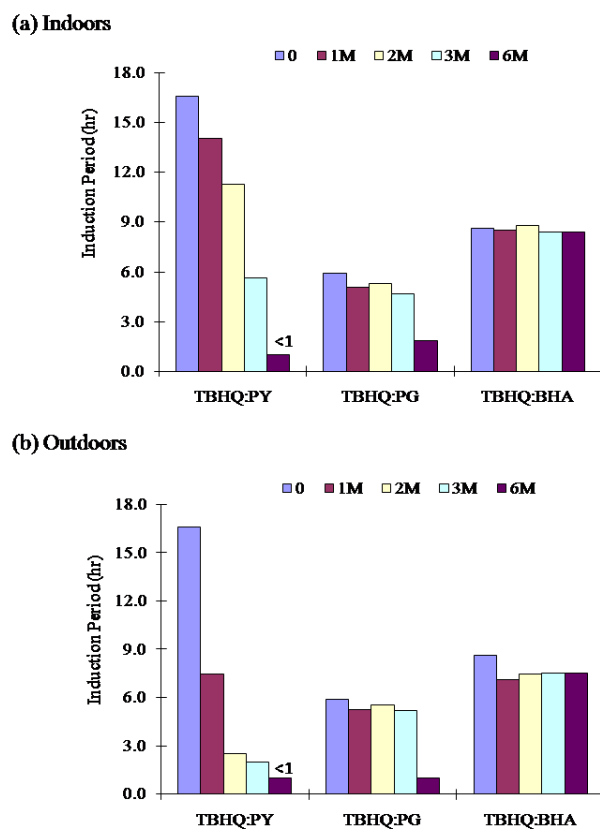 (a) Indoors
0 1M 2M 3M 6M
18.0
15.0
12.0
9.0
6.0
3.0
0.0
Induction Period (hr)
<1
TBHQ:PY TBHQ:PG TBHQ:BHA
(b) Outdoors
0 1M 2M 3M 6M
18.0
15.0
12.0
9.0
6.0
3.0
0.0
Induction Period (hr)
<1
TBHQ:PY TBHQ:PG TBHQ:BHA